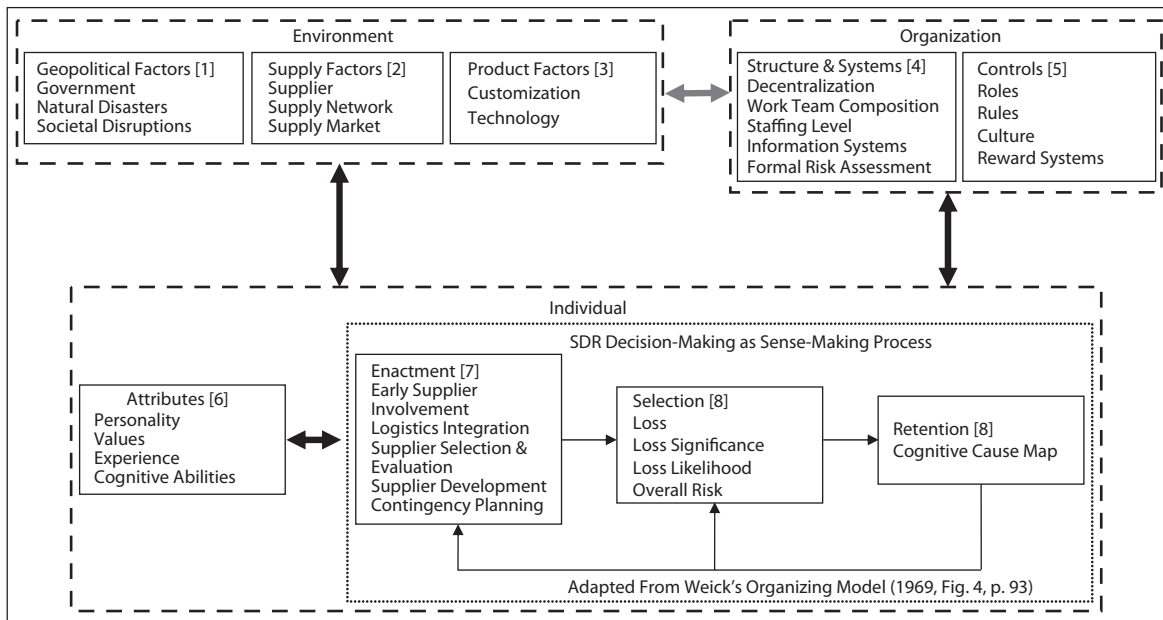 Environment
Geopolitical Factors [1]
Government
Natural Disasters
Societal Disruptions
Supply Factors [2]
Supplier
Supply Network
Supply Market
Product Factors [3]
Customization
Technology
Organization
Structure & Systems [4]
Decentralization
Work Team Composition
Staffing Level
Information Systems
Formal Risk Assessment
Controls [5]
Roles
Rules
Culture
Reward Systems
Individual
SDR Decision-Making as Sense-Making Process
Attributes [6]
Personality
Values
Experience
Cognitive Abilities
Enactment [7]
Early Supplier
Involvement
Logistics Integration
Supplier Selection &
Evaluation
Supplier Development
Contingency Planning
Selection [8]
Loss
Loss Significance
Loss Likelihood
Overall Risk
Retention [8]
Cognitive Cause Map
Adapted From Weick's Organizing Model (1969, Fig. 4, p. 93)